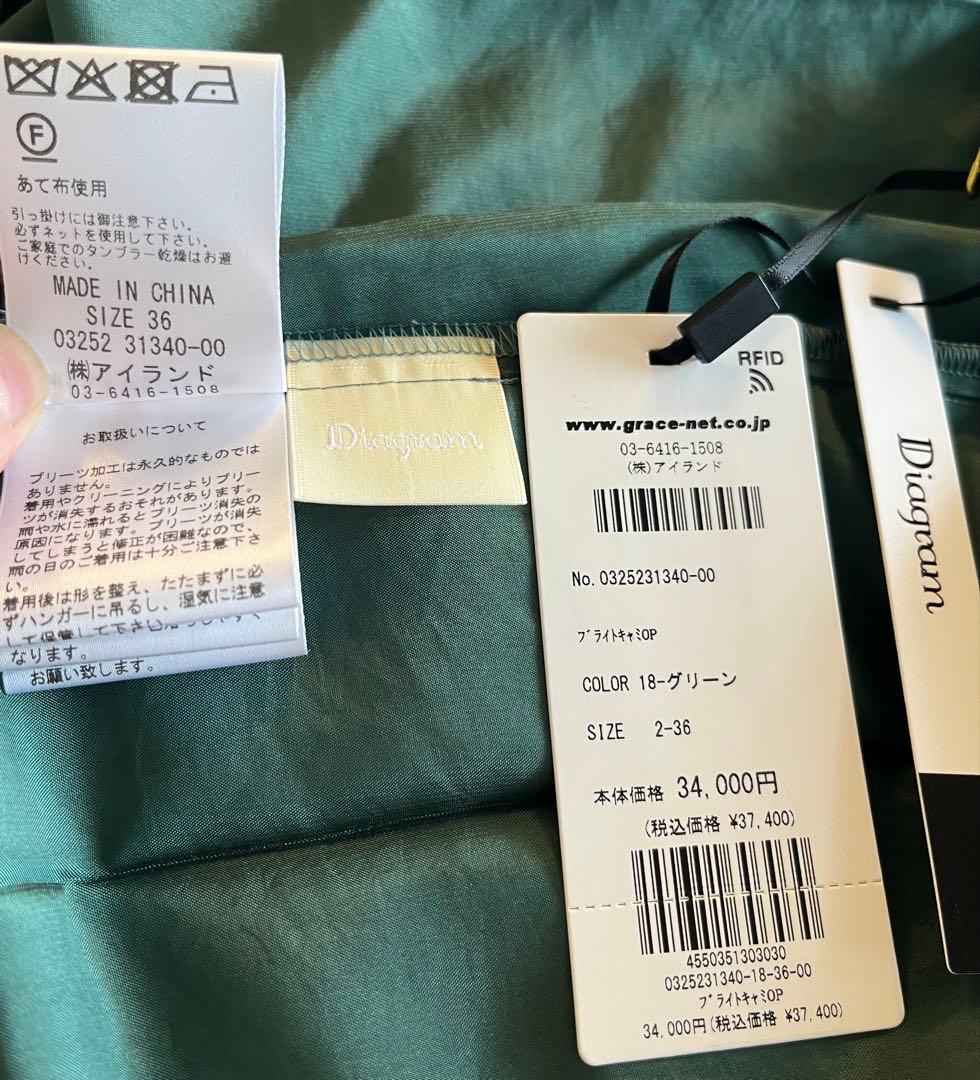 F
あて布使用
引っ掛けには御注意下さい。
必ずネットを使用して下さい。
ご家庭でのタンブラー乾燥はお避
けください。
MADE IN CHINA
SIZE 36
03252 31340-00
(株)アイランド
03-6416-1508
お取扱いについて
プリーツ加工は永久的なものでは
ありません。
着用やクリーニングによりプリー
ツが消失するおそれがあります。
雨や水に濡れるとプリーツ消失の
原因になります。プリーツが消失
してしまうと修正が困難なので、
雨の日のご着用は十分ご注意下さ
い。
着用後は形を整え、たたまずに必
ずハンガーに吊るし、湿気に注意
して保管して下さ
なります。
お願い致します。
Diagram
RFID
www.grace-net.co.jp
03-6416-1508
(株)アイランド
No. 0325231340-00
ﾌﾞﾗｲﾄｷｬﾐOP
COLOR 18-グリーン
SIZE 2-36
本体価格 34,000円
(税込価格 ¥37,400)
4550351303030
0325231340-18-36-00
ﾌﾞﾗｲﾄｷｬﾐOP
34,000円(税込価格 ¥37,400)
Diagram